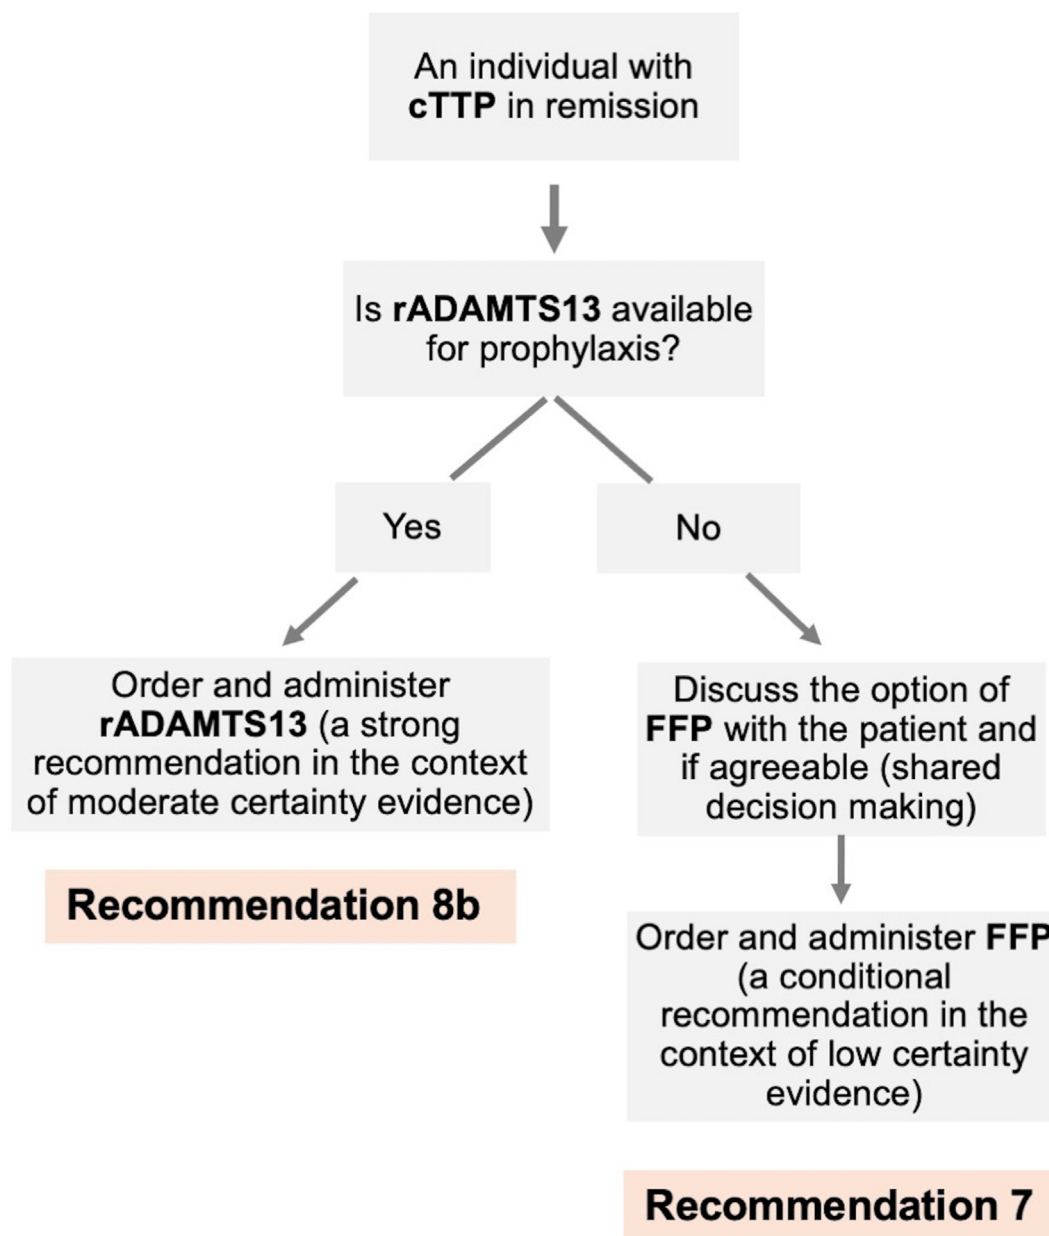 An individual with
cTTP in remission
Is rADAMTS13 available
for prophylaxis?
Yes
No
Order and administer
rADAMTS13 (a strong
recommendation in the context
of moderate certainty evidence)
Recommendation 8b
Discuss the option of
FFP with the patient and
if agreeable (shared
decision making)
Order and administer FFP
(a conditional
recommendation in the
context of low certainty
evidence)
Recommendation 7